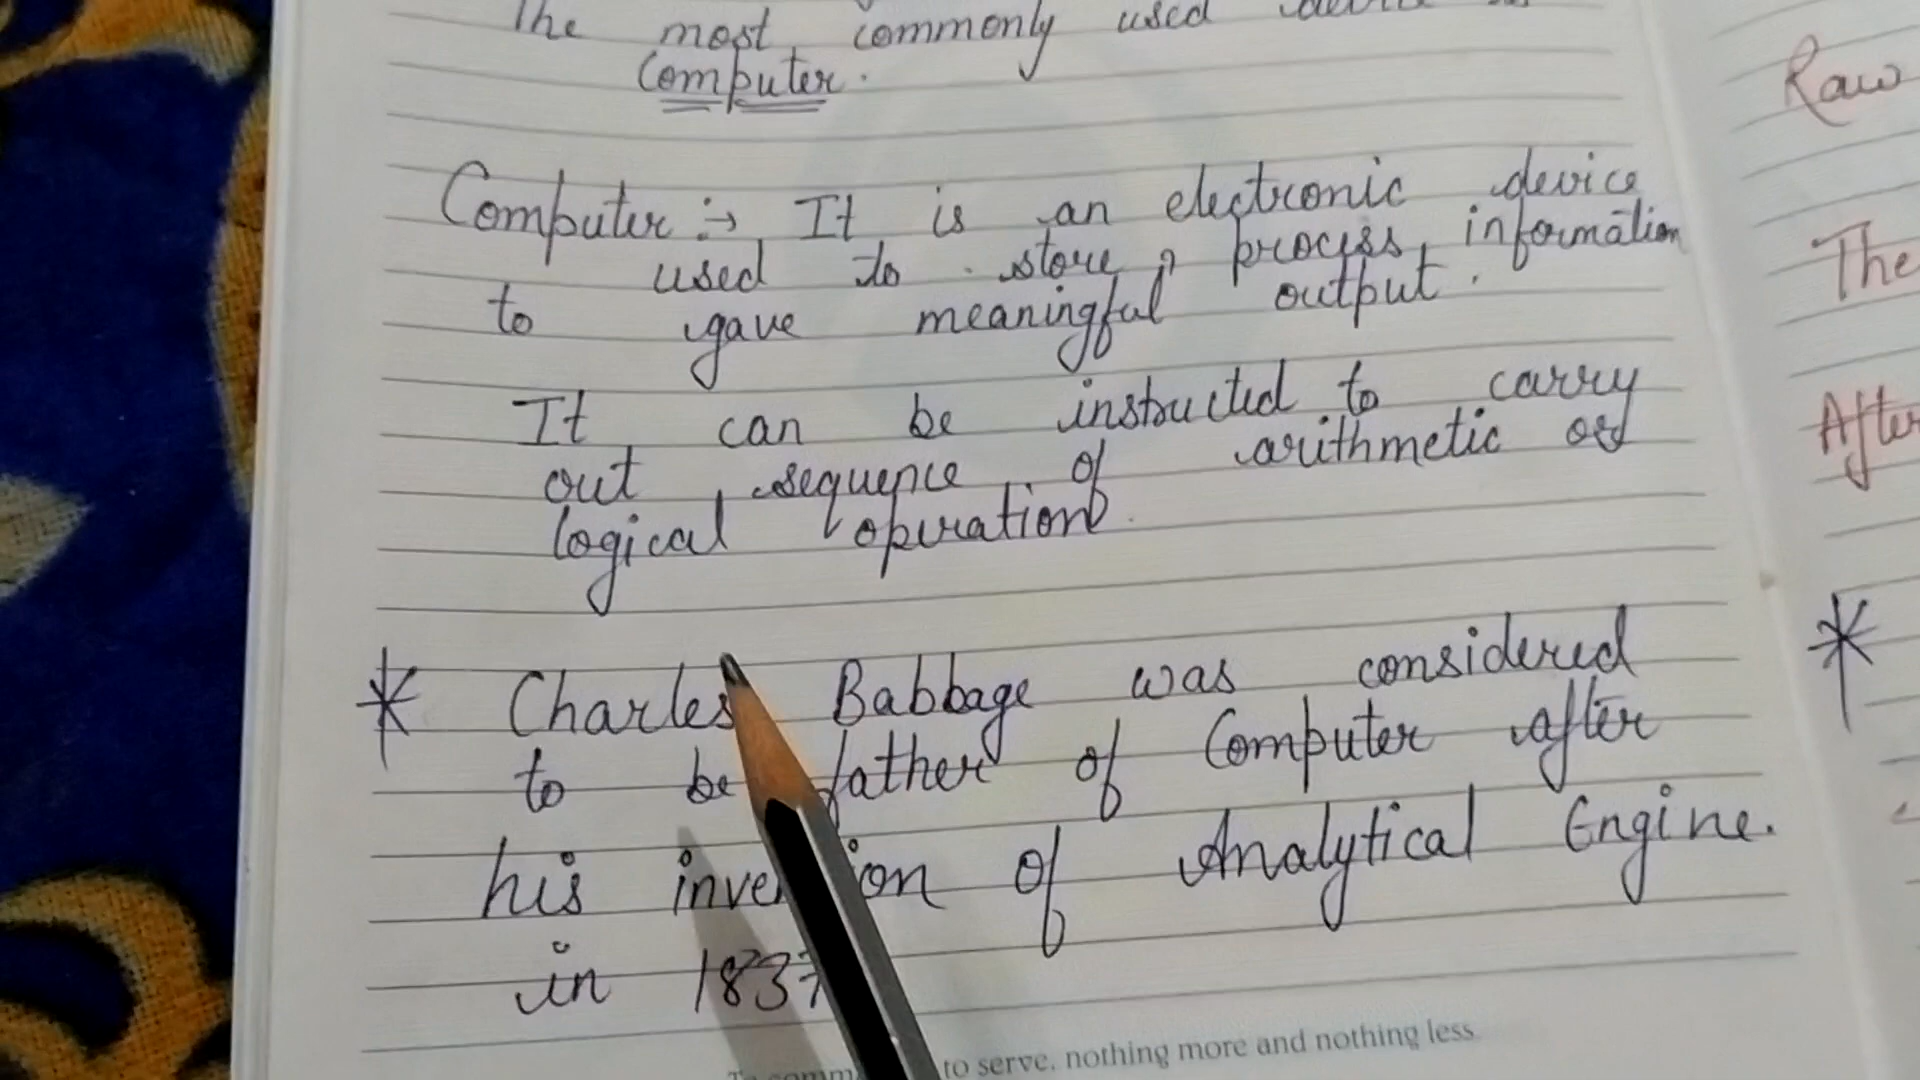 The most commonly used
Computer.
Computer :→ It is an electronic device
used to store, process, information
to gave meaningful output.
It can be instructed to carry
out sequence of arithmetic or
logical operation.
* Charles Babbage was considered
to be father of Computer after
his invention of Analytical Engine.
in 1837
to serve, nothing more and nothing less
Raw
The
After
*